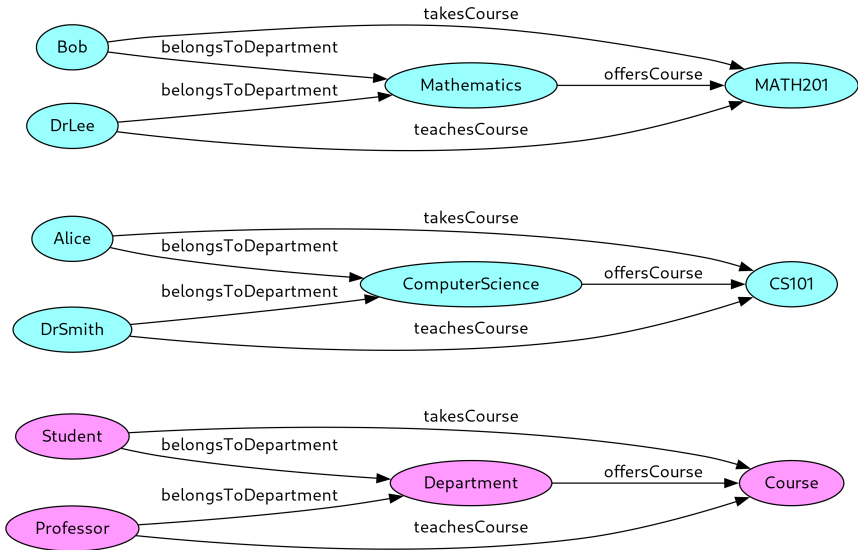 takesCourse
Bob
belongsToDepartment
offersCourse
Mathematics
MATH201
belongsToDepartment
DrLee
teachesCourse
takesCourse
Alice
belongsToDepartment
offersCourse
ComputerScience
CS101
belongsToDepartment
DrSmith
teachesCourse
takesCourse
Student
belongsToDepartment
offersCourse
Department
Course
belongsToDepartment
Professor
teachesCourse